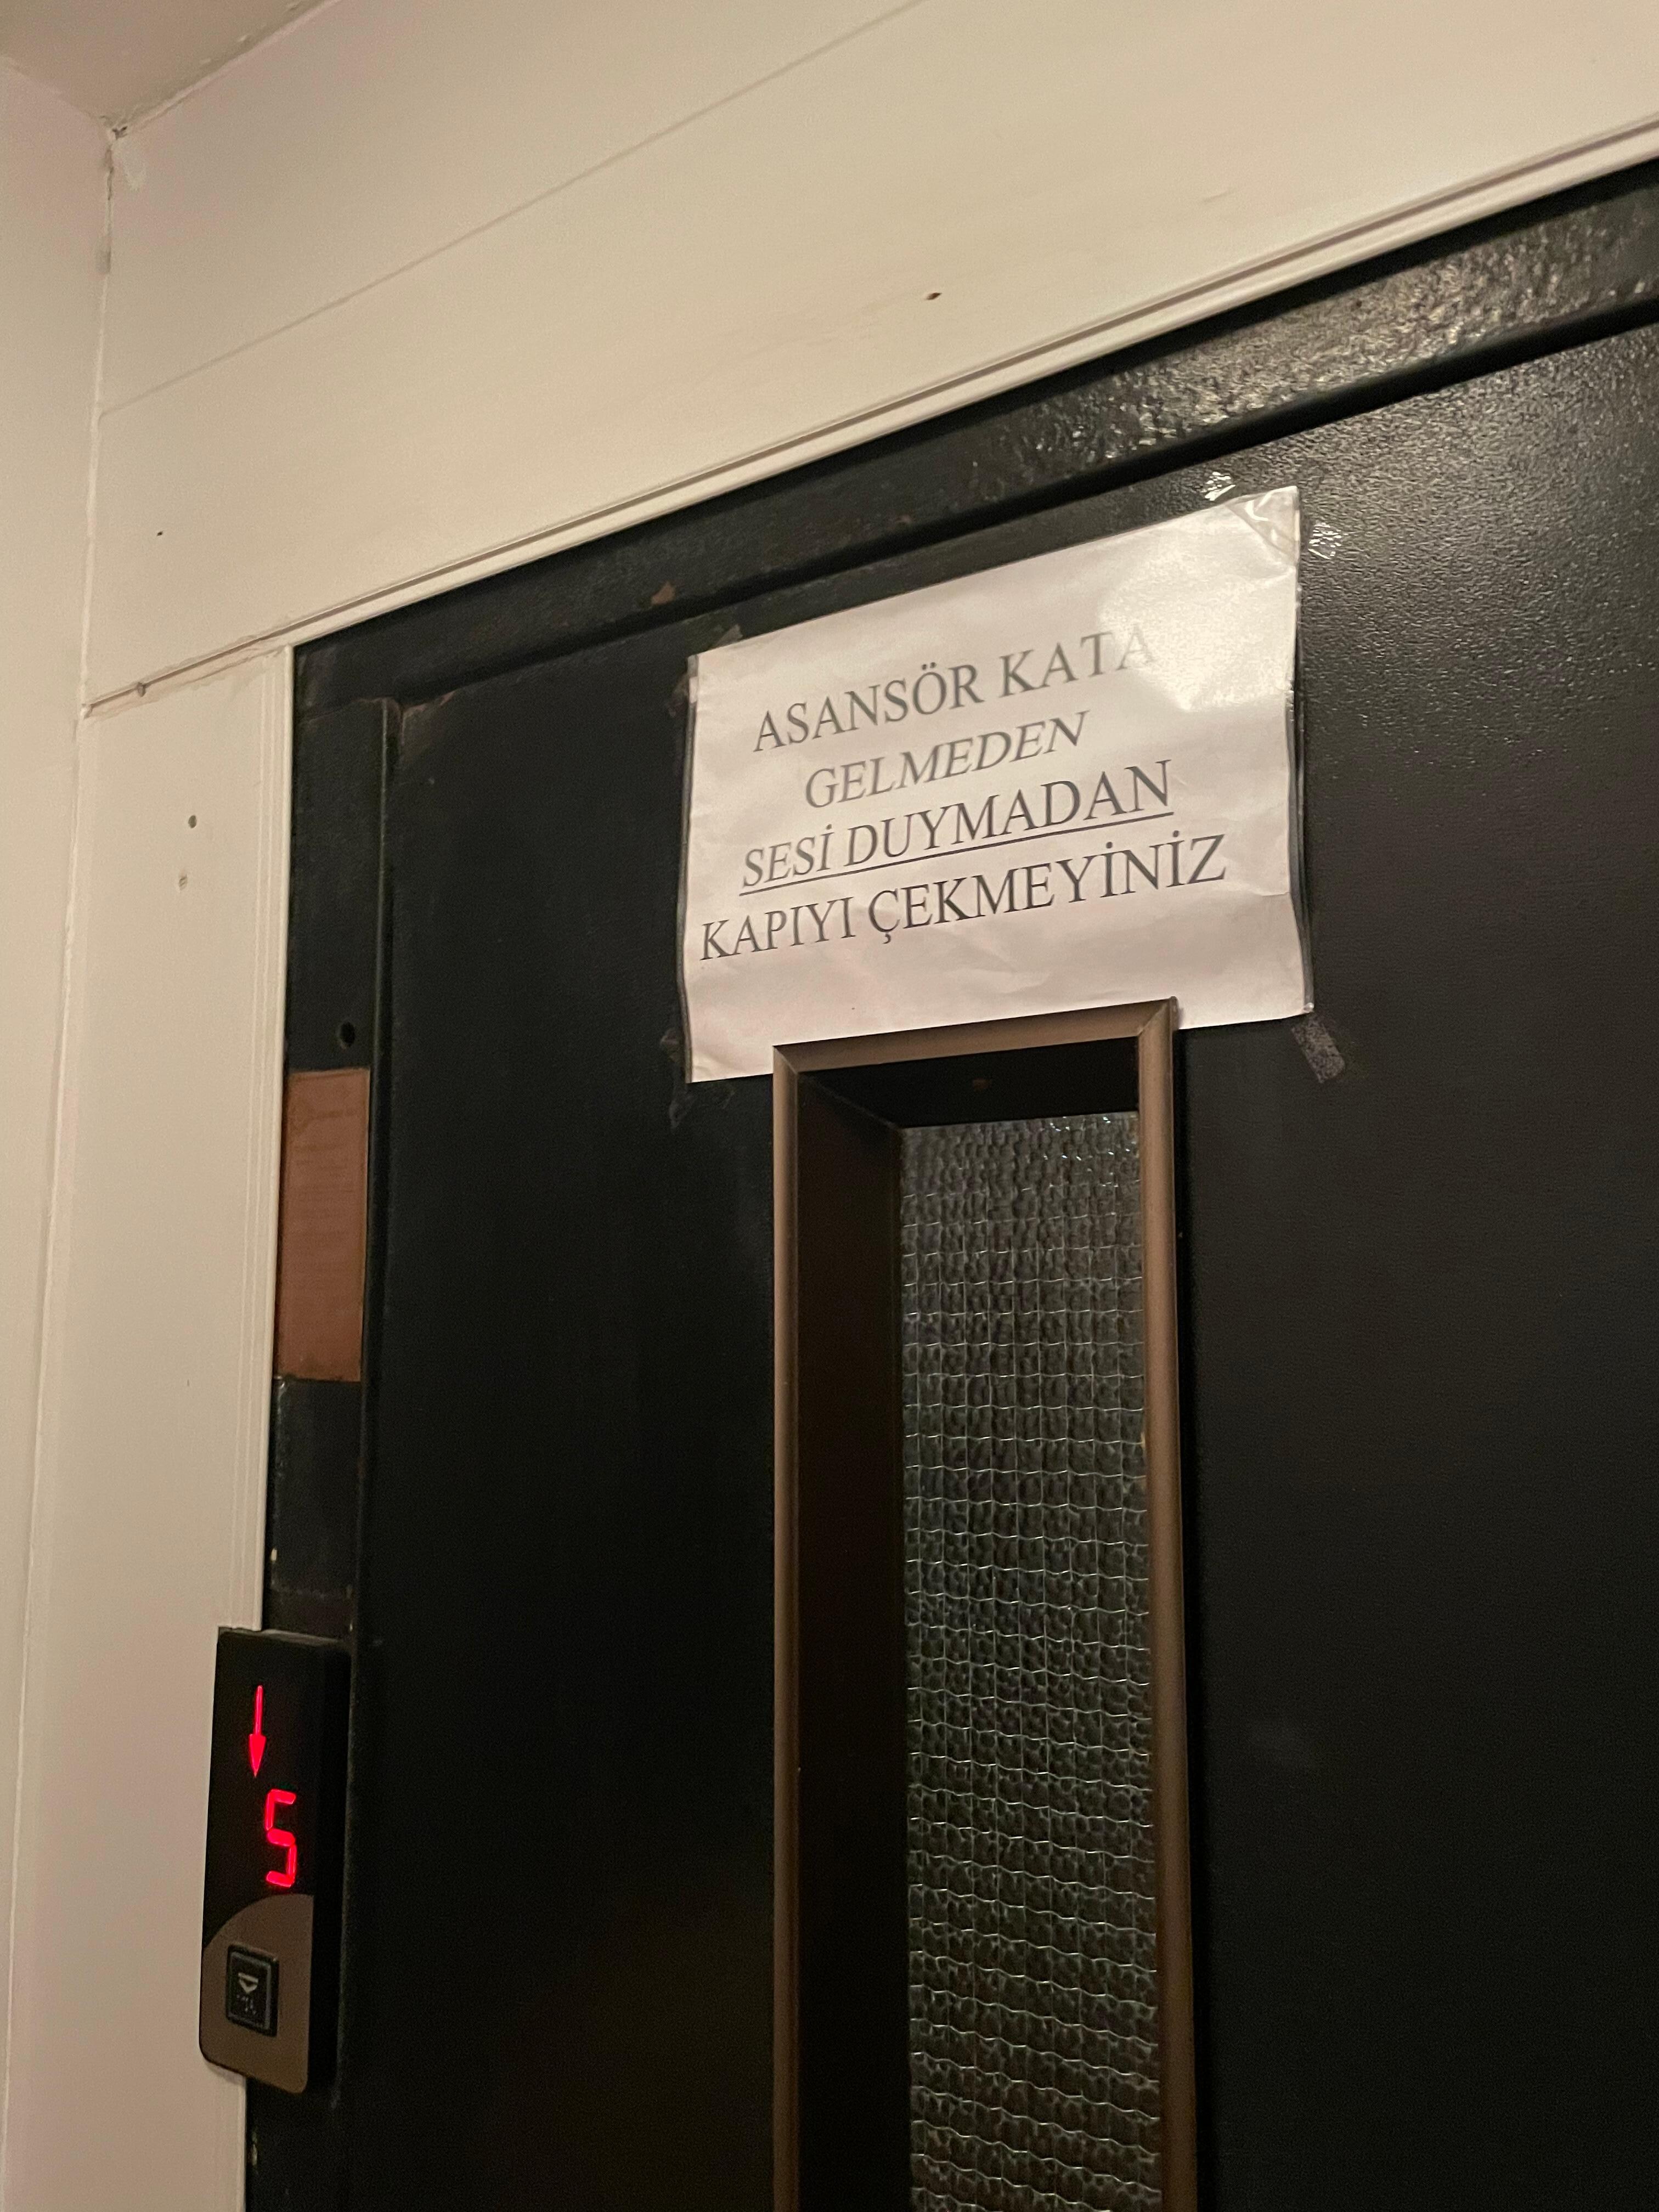 ASANSÖR KATA
GELMEDEN
SESİ DUYMADAN
KAPIYI ÇEKMEYİNİZ
5